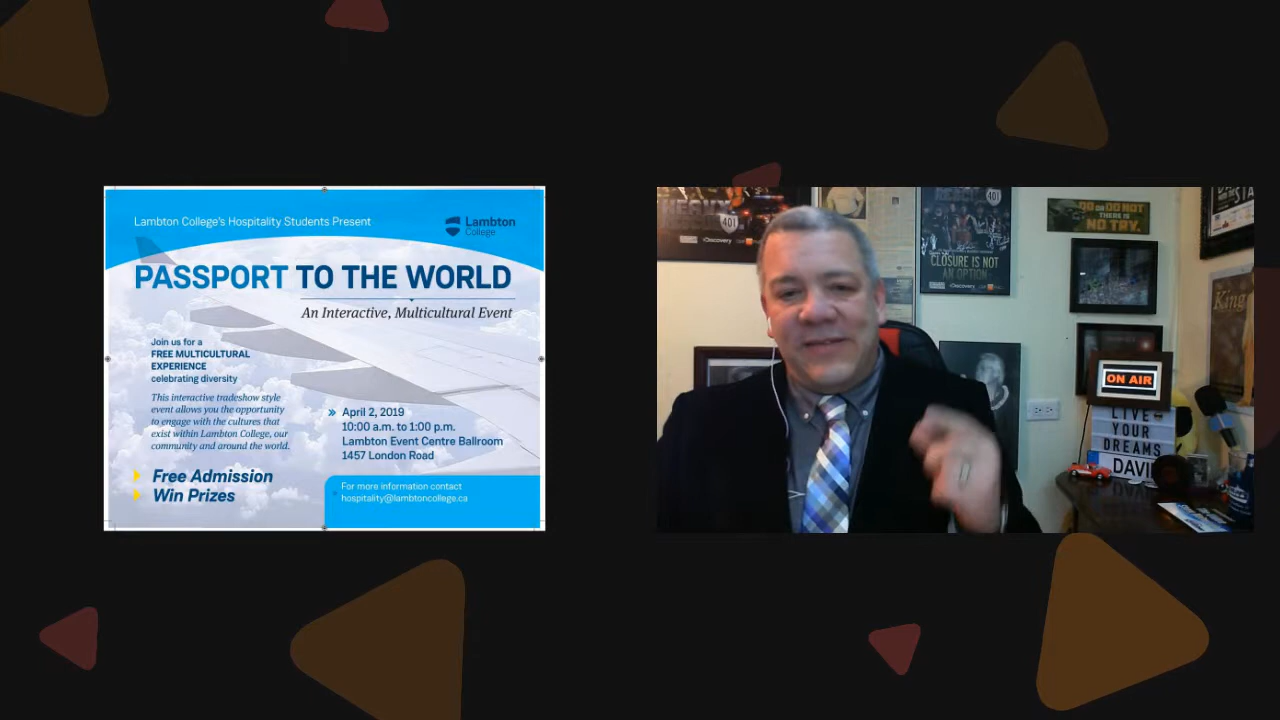 Lambton College's Hospitality Students Present
Lambton
College
PASSPORT TO THE WORLD
An Interactive, Multicultural Event
Join us for a
FREE MULTICULTURAL
EXPERIENCE
celebrating diversity
This interactive tradeshow style
event allows you the opportunity
to engage with the cultures that
exist within Lambton College, our
community and around the world.
Free Admission
Win Prizes
» April 2, 2019
10:00 a.m. to 1:00 p.m.
Lambton Event Centre Ballroom
1457 London Road
For more information contact
hospitality@lambtoncollege.ca
401
Discovery
401
CLOSURE IS NOT
AN OPTION
DO OR DO NOT
THERE IS
NO TRY.
King
ON AIR
LIVE
YOUR
DREAMS
DAVI